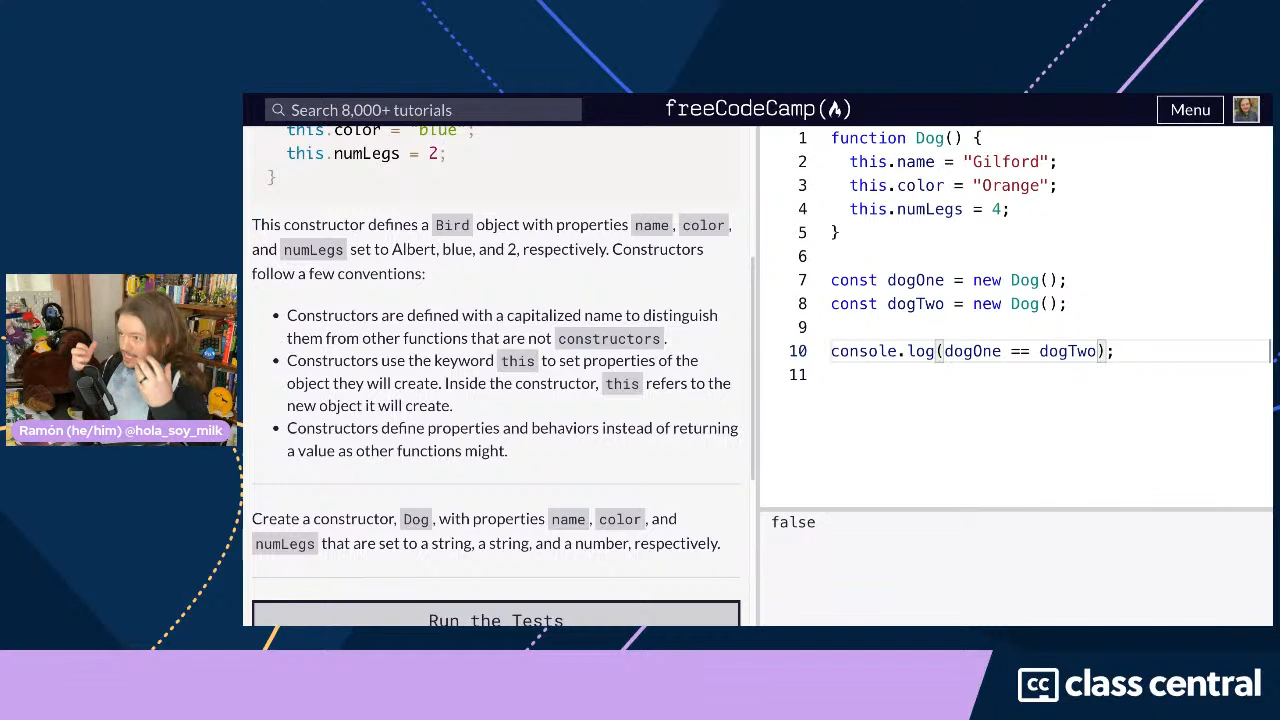 Search 8,000+ tutorials
freeCodeCamp
Menu
this.color = "blue";
this.numLegs = 2;
}
This constructor defines a Bird object with properties name, color,
and numLegs set to Albert, blue, and 2, respectively. Constructors
follow a few conventions:
• Constructors are defined with a capitalized name to distinguish
them from other functions that are not constructors.
• Constructors use the keyword this to set properties of the
object they will create. Inside the constructor, this refers to the
new object it will create.
• Constructors define properties and behaviors instead of returning
a value as other functions might.
Create a constructor, Dog, with properties name, color, and
numLegs that are set to a string, a string, and a number, respectively.
Run the Tests
1 function Dog() {
2 this.name = "Gilford";
3 this.color = "Orange";
4 this.numLegs = 4;
5 }
6
7 const dogOne = new Dog();
8 const dogTwo = new Dog();
9
10 console.log(dogOne == dogTwo);
11
false
Ramón (he/him) @hola_soy_milk
cc class central